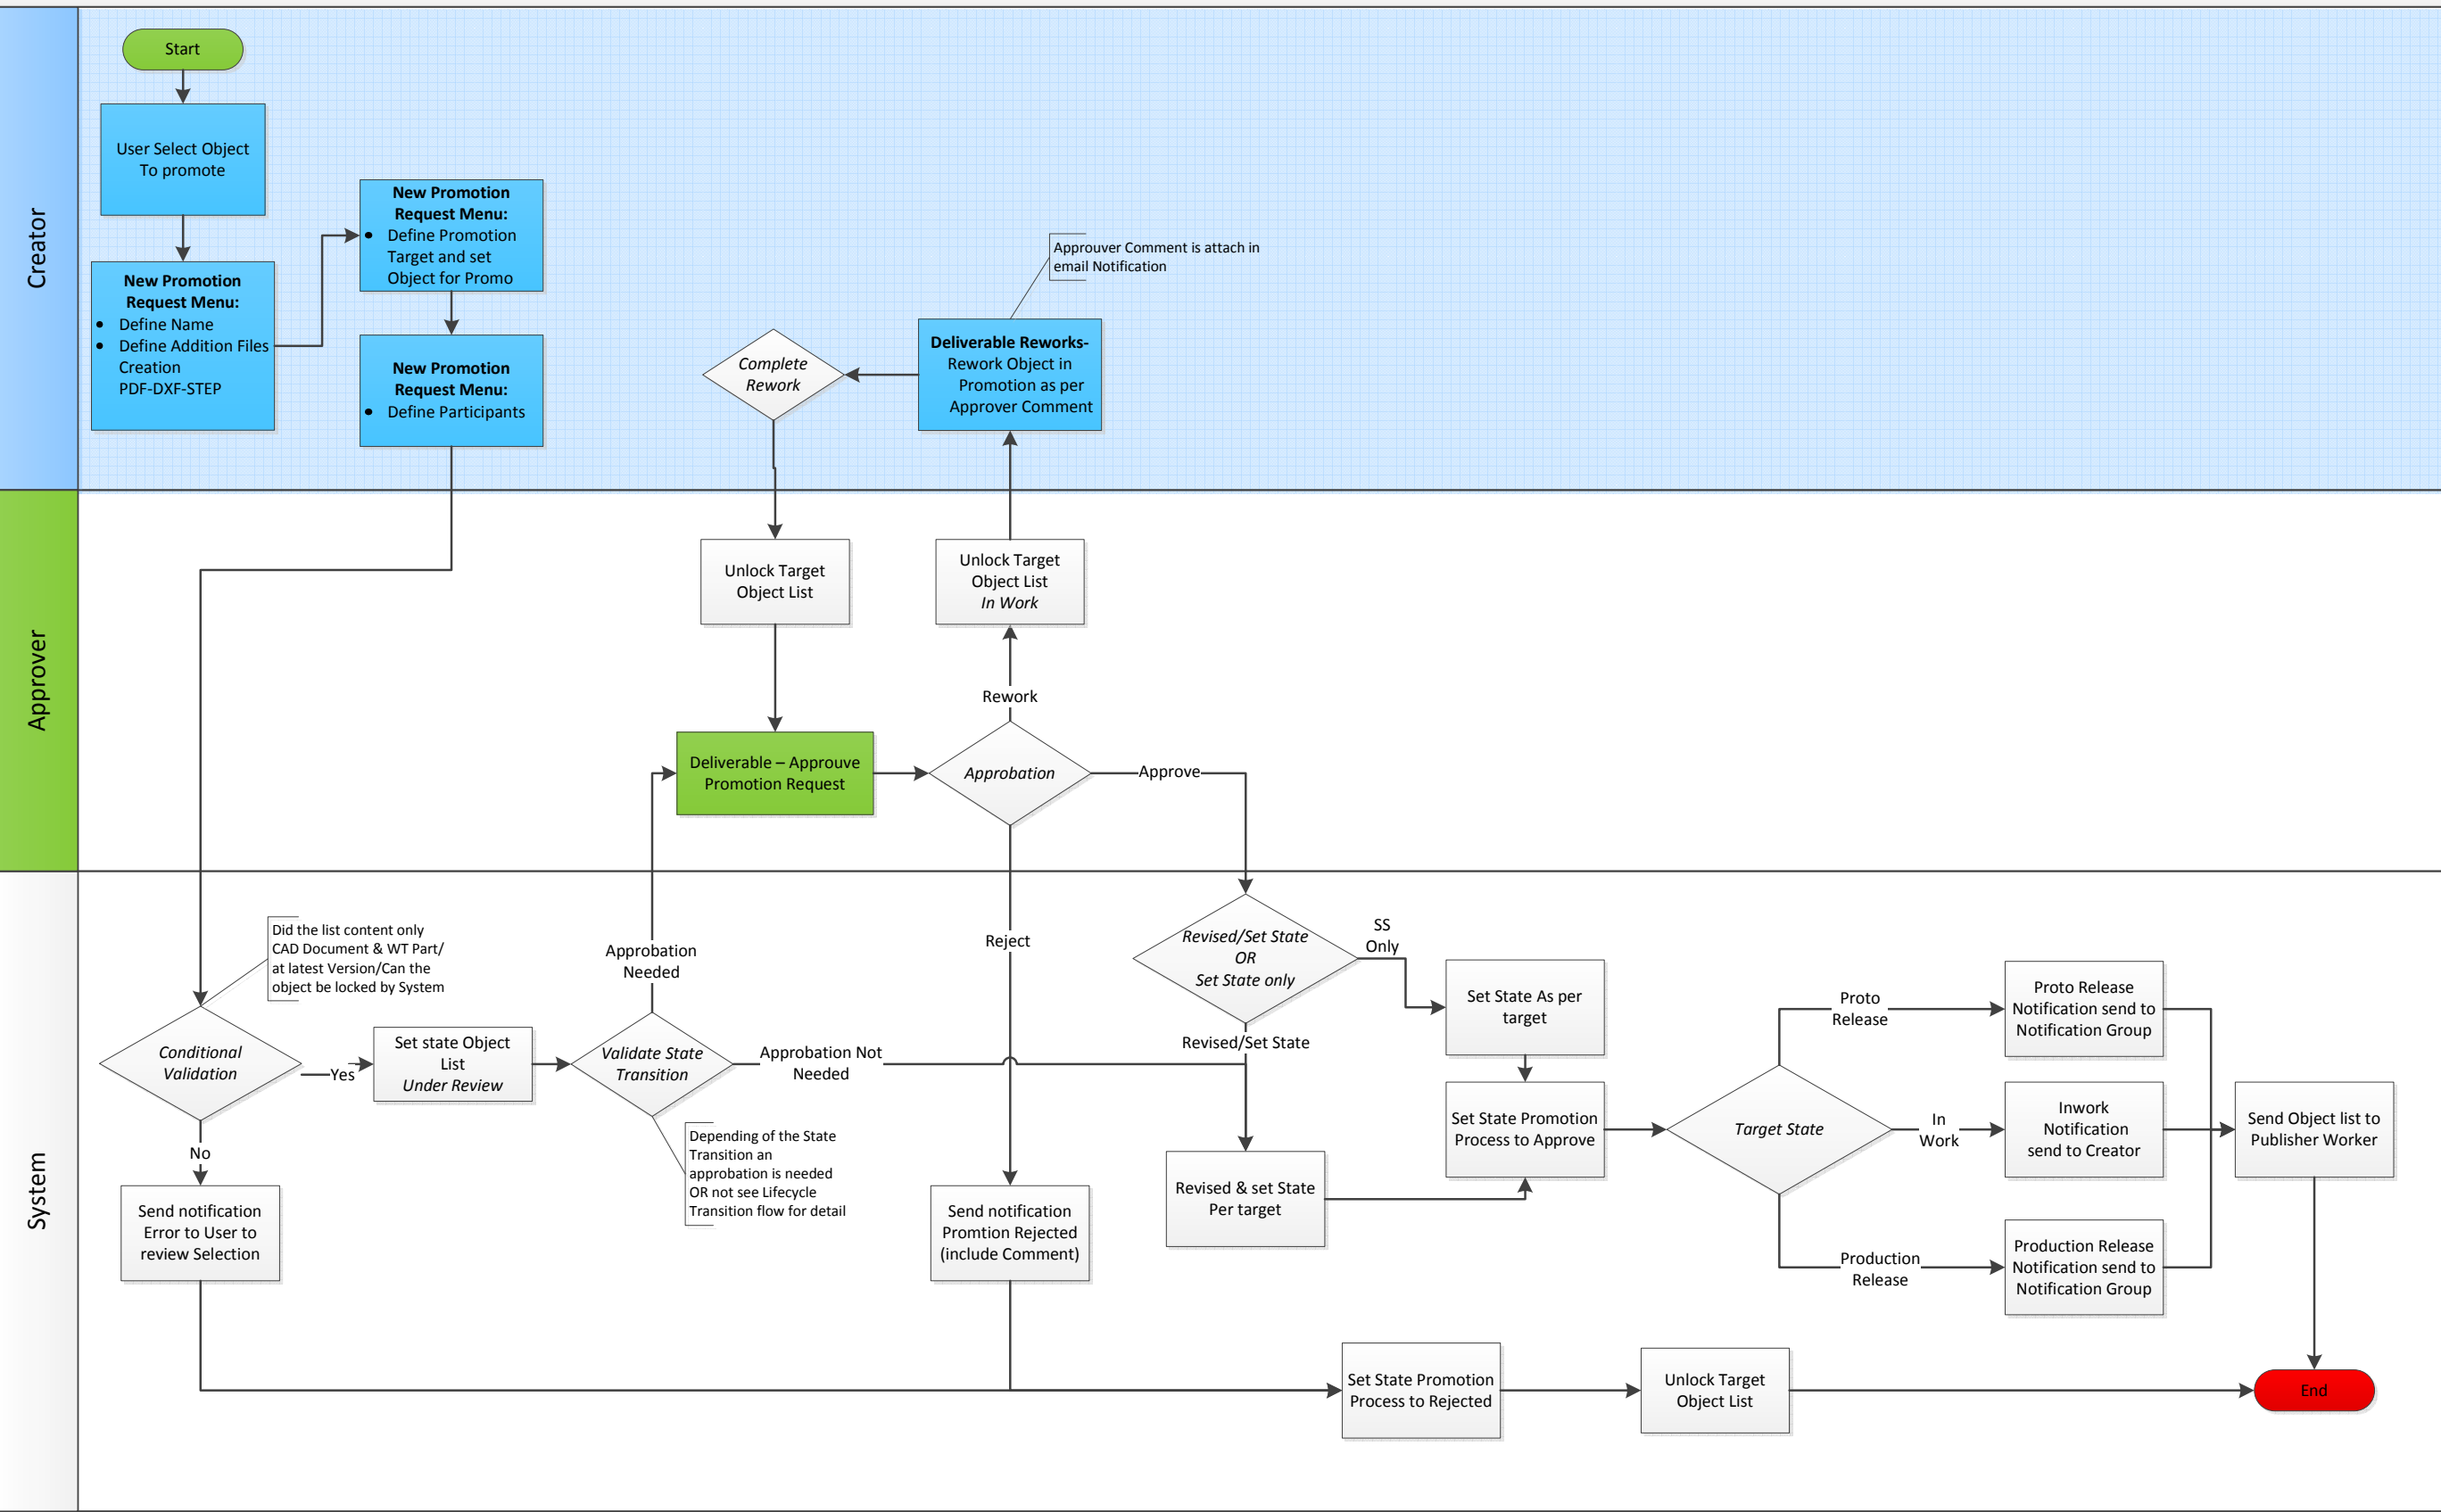 Creator
Start
User Select Object
To promote
New Promotion
Request Menu:
• Define Name
• Define Addition Files
Creation
PDF-DXF-STEP
New Promotion
Request Menu:
• Define Promotion
Target and set
Object for Promo
New Promotion
Request Menu:
• Define Participants
Complete
Rework
Deliverable Reworks-
Rework Object in
Promotion as per
Approver Comment
Approuver Comment is attach in
email Notification
Approver
Unlock Target
Object List
Unlock Target
Object List
In Work
Rework
Deliverable – Approuve
Promotion Request
Approbation
Approve
System
Did the list content only
CAD Document & WT Part/
at latest Version/Can the
object be locked by System
Conditional
Validation
Yes
No
Send notification
Error to User to
review Selection
Set state Object
List
Under Review
Approbation
Needed
Validate State
Transition
Approbation Not
Needed
Depending of the State
Transition an
approbation is needed
OR not see Lifecycle
Transition flow for detail
Reject
Send notification
Promtion Rejected
(include Comment)
Revised/Set State
OR
Set State only
SS
Only
Revised/Set State
Revised & set State
Per target
Set State As per
target
Set State Promotion
Process to Approve
Target State
Proto
Release
In
Work
Production
Release
Proto Release
Notification send to
Notification Group
Inwork
Notification
send to Creator
Production Release
Notification send to
Notification Group
Send Object list to
Publisher Worker
Set State Promotion
Process to Rejected
Unlock Target
Object List
End